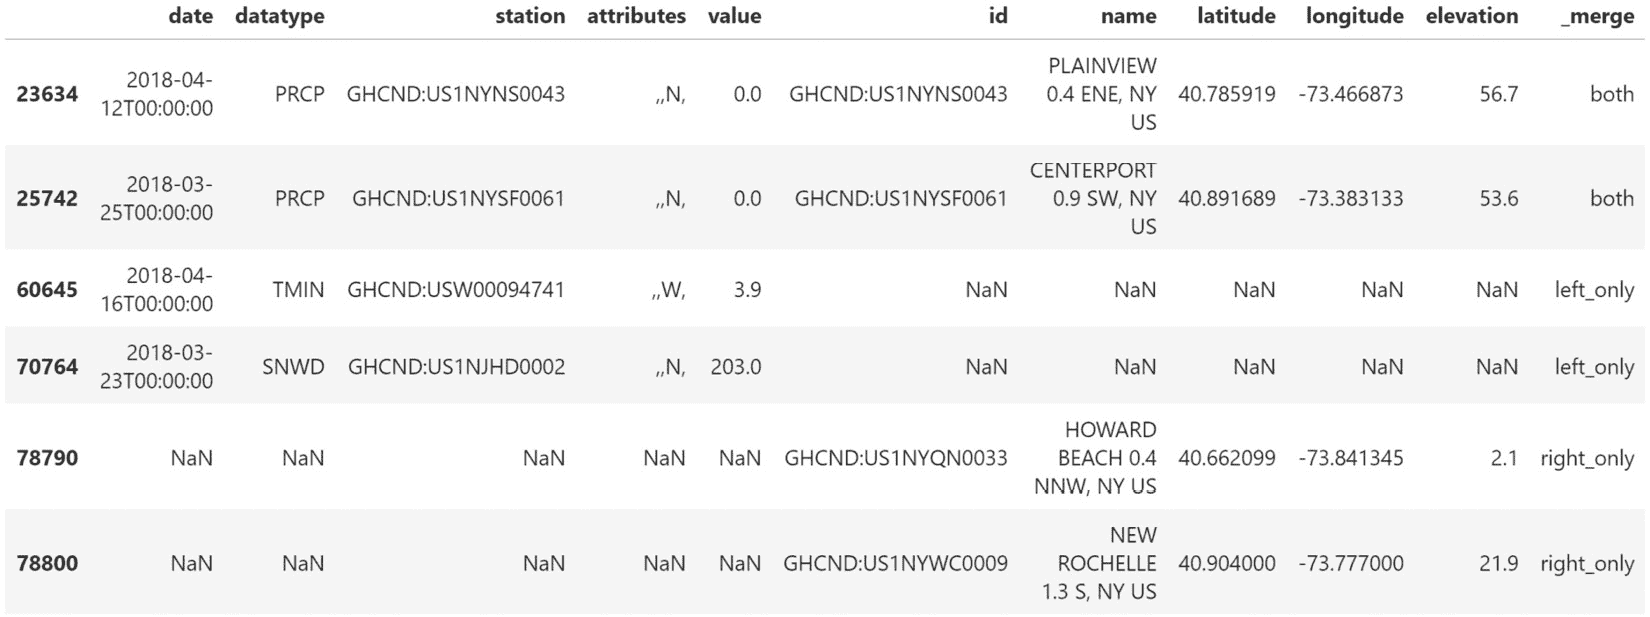 date datatype station attributes value id name latitude longitude elevation _merge
23634 2018-04-12T00:00:00 PRCP GHCND:US1NYNS0043 ,,N, 0.0 GHCND:US1NYNS0043 PLAINVIEW 0.4 ENE, NY US 40.785919 -73.466873 56.7 both
25742 2018-03-25T00:00:00 PRCP GHCND:US1NYSF0061 ,,N, 0.0 GHCND:US1NYSF0061 CENTERPORT 0.9 SW, NY US 40.891689 -73.383133 53.6 both
60645 2018-04-16T00:00:00 TMIN GHCND:USW00094741 ,,W, 3.9 NaN NaN NaN NaN NaN left_only
70764 2018-03-23T00:00:00 SNWD GHCND:US1NJHD0002 ,,N, 203.0 NaN NaN NaN NaN NaN left_only
78790 NaN NaN NaN NaN NaN GHCND:US1NYQN0033 HOWARD BEACH 0.4 NNW, NY US 40.662099 -73.841345 2.1 right_only
78800 NaN NaN NaN NaN NaN GHCND:US1NYWC0009 NEW ROCHELLE 1.3 S, NY US 40.904000 -73.777000 21.9 right_only